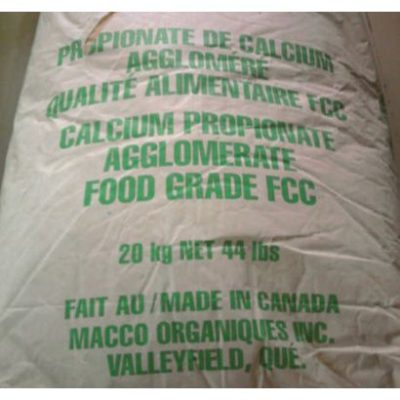 PROPIONATE DE CALCIUM
AGGLOMÉRÉ
QUALITÉ ALIMENTAIRE FCC
CALCIUM PROPIONATE
AGGLOMERATE
FOOD GRADE FCC
20 kg NET 44 lbs
FAIT AU / MADE IN CANADA
MACCO ORGANIQUES INC.
VALLEYFIELD, QUÉ.